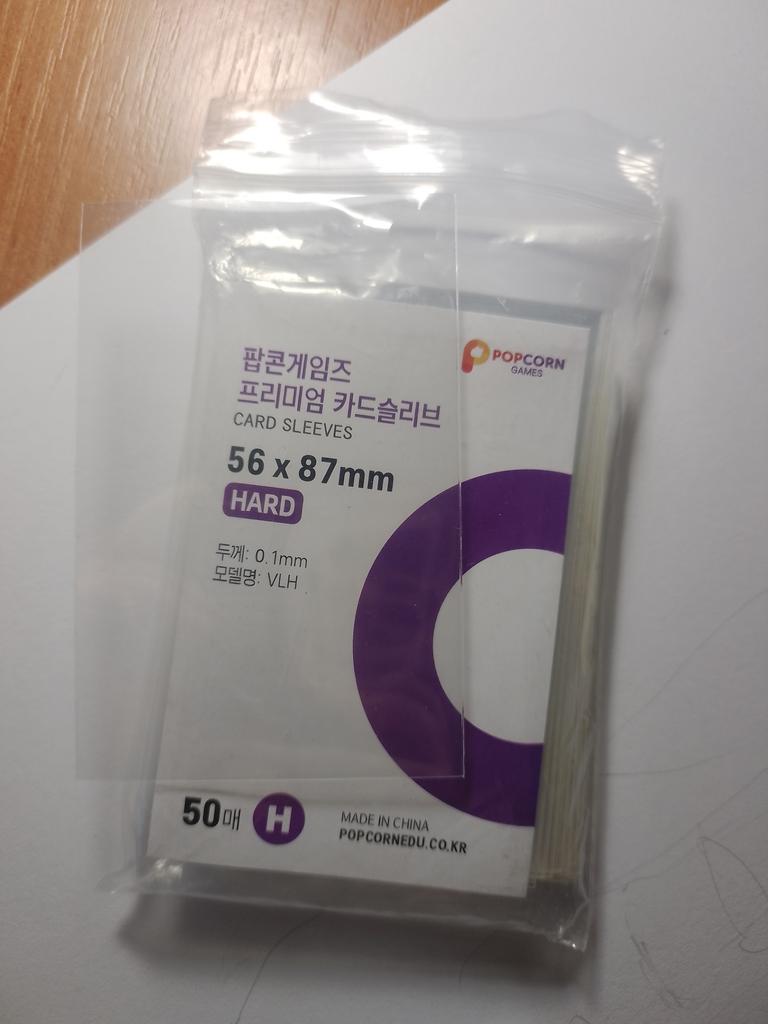 POPCORN
GAMES
팝콘게임즈
프리미엄 카드슬리브
CARD SLEEVES
56 x 87mm
HARD
두께: 0.1mm
모델명: VLH
50매 H
MADE IN CHINA
POPCORNEDU.CO.KR